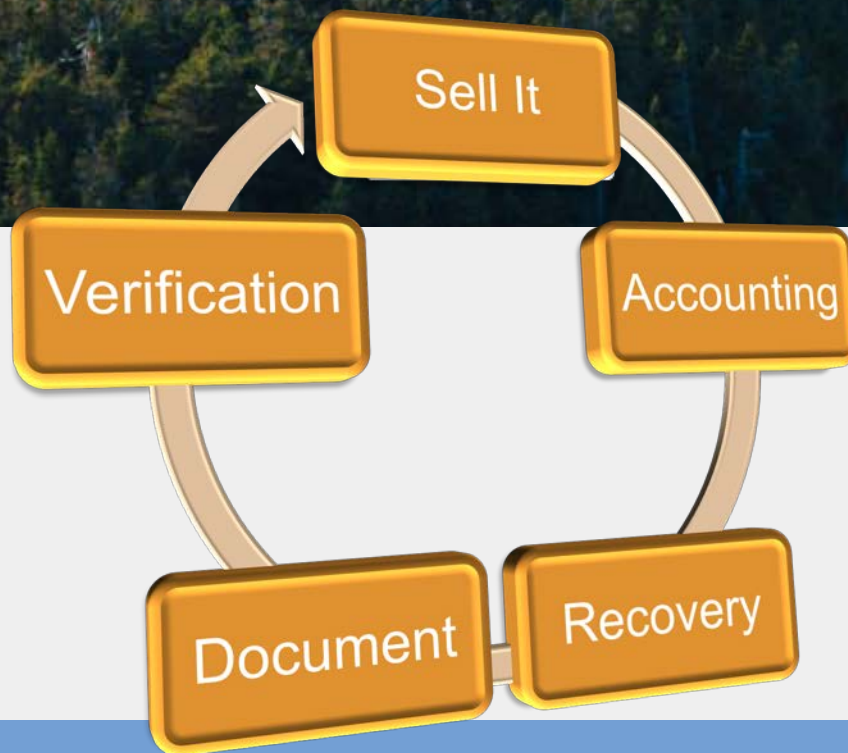 Sell It
Accounting
Recovery
Document
Verification